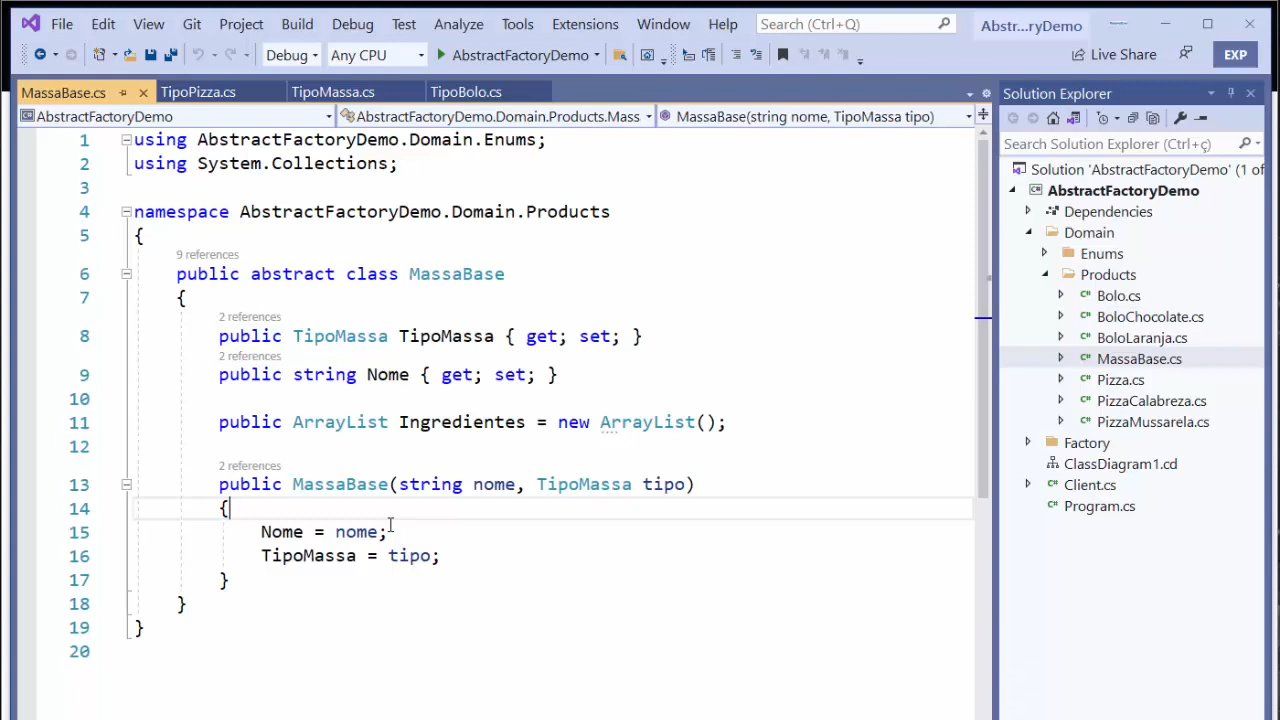 File Edit View Git Project Build Debug Test Analyze Tools Extensions Window Help Search (Ctrl+Q) Abstr...ryDemo
Debug Any CPU AbstractFactoryDemo Live Share EXP
MassaBase.cs TipoPizza.cs TipoMassa.cs TipoBolo.cs
AbstractFactoryDemo AbstractFactoryDemo.Domain.Products.Mass MassaBase(string nome, TipoMassa tipo)
1 using AbstractFactoryDemo.Domain.Enums;
2 using System.Collections;
3
4 namespace AbstractFactoryDemo.Domain.Products
5 {
9 references
6 public abstract class MassaBase
7 {
2 references
8 public TipoMassa TipoMassa { get; set; }
2 references
9 public string Nome { get; set; }
10
11 public ArrayList Ingredientes = new ArrayList();
12
2 references
13 public MassaBase(string nome, TipoMassa tipo)
14 {
15 Nome = nome;
16 TipoMassa = tipo;
17 }
18 }
19 }
20
Solution Explorer
Search Solution Explorer (Ctrl+ç)
Solution 'AbstractFactoryDemo' (1 of
AbstractFactoryDemo
Dependencies
Domain
Enums
Products
Bolo.cs
BoloChocolate.cs
BoloLaranja.cs
MassaBase.cs
Pizza.cs
PizzaCalabreza.cs
PizzaMussarela.cs
Factory
ClassDiagram1.cd
Client.cs
Program.cs